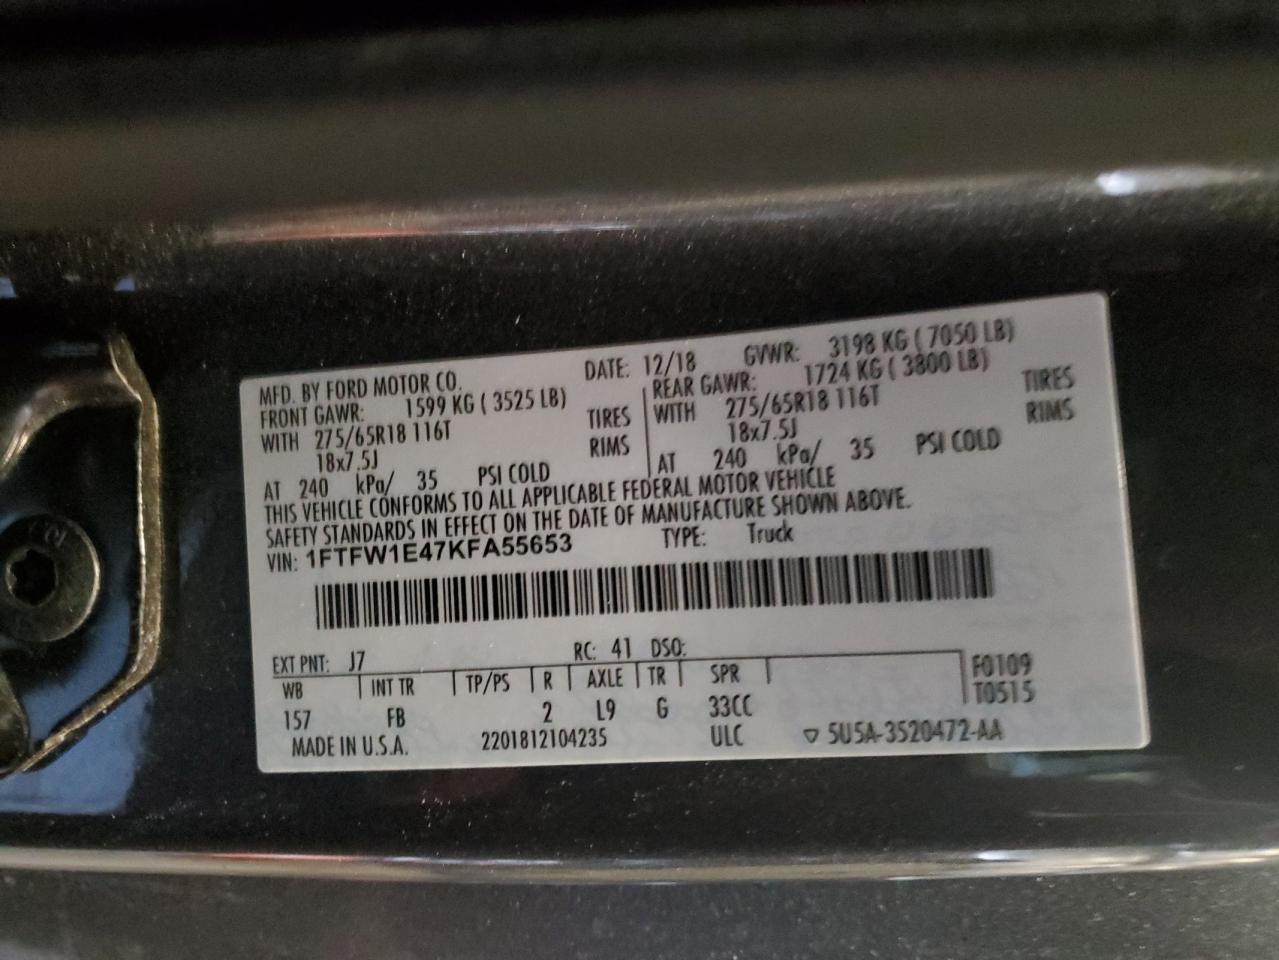 MFD. BY FORD MOTOR CO. DATE: 12/18 GVWR: 3198 KG ( 7050 LB)
FRONT GAWR: 1599 KG ( 3525 LB) REAR GAWR: 1724 KG ( 3800 LB)
WITH 275/65R18 116T TIRES WITH 275/65R18 116T TIRES
18x7.5J RIMS 18x7.5J RIMS
AT 240 kPa/ 35 PSI COLD AT 240 kPa/ 35 PSI COLD
THIS VEHICLE CONFORMS TO ALL APPLICABLE FEDERAL MOTOR VEHICLE
SAFETY STANDARDS IN EFFECT ON THE DATE OF MANUFACTURE SHOWN ABOVE.
VIN: 1FTFW1E47KFA55653 TYPE: Truck
EXT PNT: J7 RC: 41 DSO:
WB INT TR TP/PS R AXLE TR SPR F0109
157 FB 2 L9 G 33CC T0515
MADE IN U.S.A. 2201812104235 ULC ▽ 5U5A-3520472-AA